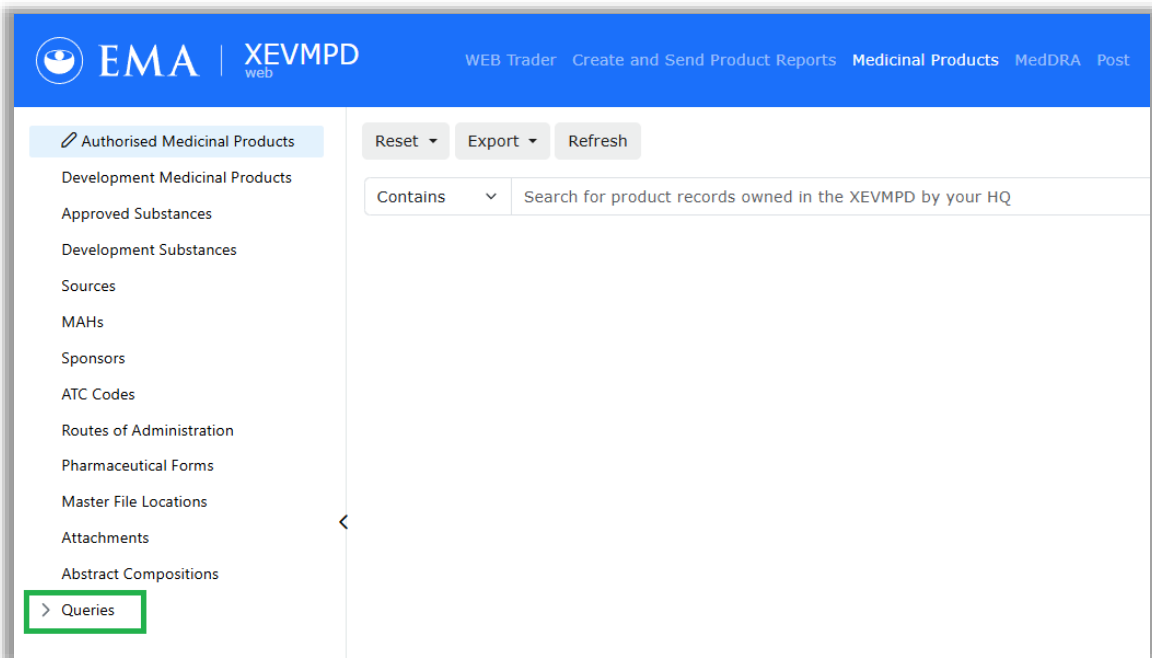 EMA | XEVMPD
web
WEB Trader Create and Send Product Reports Medicinal Products MedDRA Post
Authorised Medicinal Products
Development Medicinal Products
Approved Substances
Development Substances
Sources
MAHs
Sponsors
ATC Codes
Routes of Administration
Pharmaceutical Forms
Master File Locations
Attachments
Abstract Compositions
Queries
Reset Export Refresh
Contains Search for product records owned in the XEVMPD by your HQ